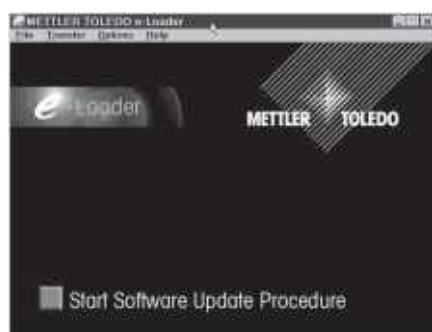 METTLER TOLEDO e-Loader
File Transfer Options Help
e-Loader
METTLER TOLEDO
Start Software Update Procedure